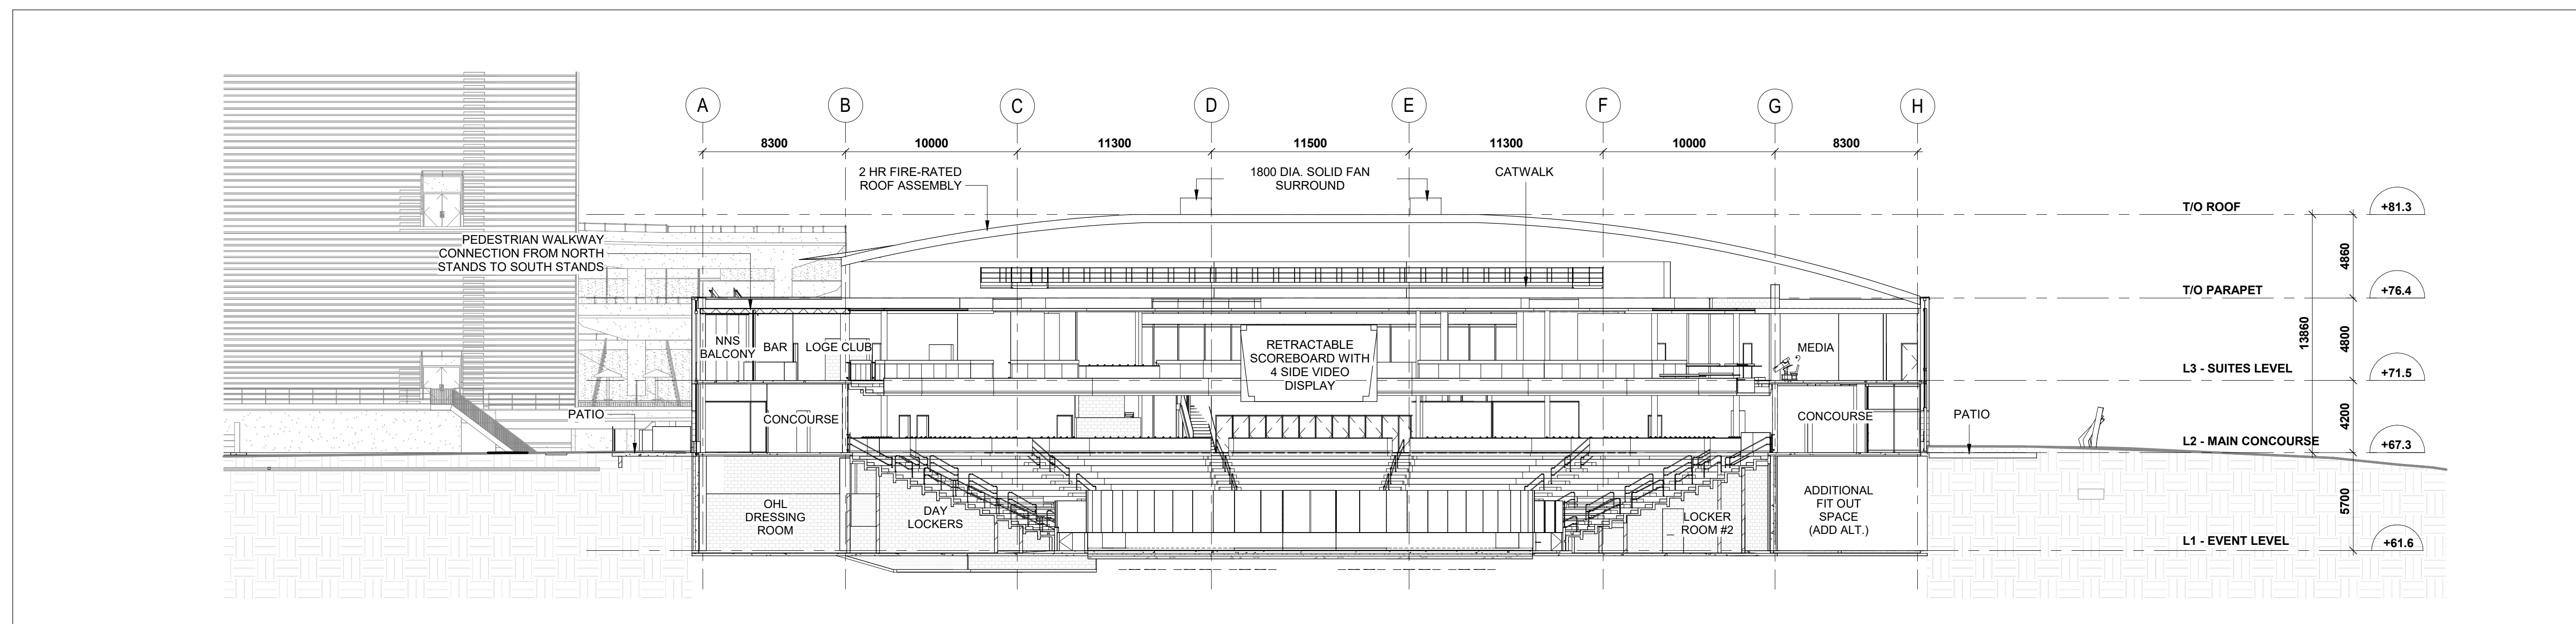 A
B
C
D
E
F
G
H
8300
10000
11300
11500
11300
10000
8300
2 HR FIRE-RATED
ROOF ASSEMBLY
1800 DIA. SOLID FAN
SURROUND
CATWALK
T/O ROOF
+81.3
PEDESTRIAN WALKWAY
CONNECTION FROM NORTH
STANDS TO SOUTH STANDS
4860
T/O PARAPET
+76.4
13860
4800
NNS
BALCONY
BAR
LOGE CLUB
RETRACTABLE
SCOREBOARD WITH
4 SIDE VIDEO
DISPLAY
MEDIA
L3 - SUITES LEVEL
+71.5
PATIO
CONCOURSE
CONCOURSE
PATIO
4200
L2 - MAIN CONCOURSE
+67.3
OHL
DRESSING
ROOM
DAY
LOCKERS
LOCKER
ROOM #2
ADDITIONAL
FIT OUT
SPACE
(ADD ALT.)
5700
L1 - EVENT LEVEL
+61.6